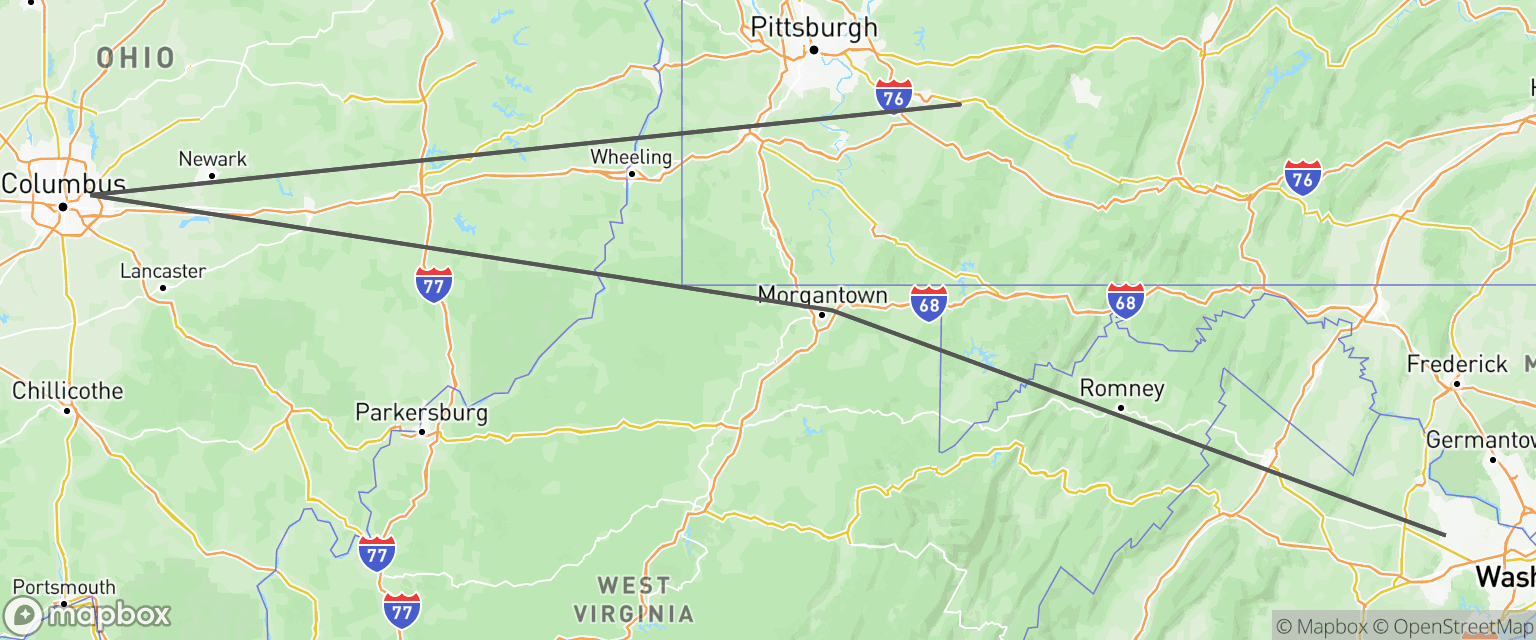 Pittsburgh
OHIO
76
Newark
Wheeling
Columbus
76
Lancaster
77
Morgantown
68
68
Chillicothe
Romney
Frederick
Parkersburg
Germantow
77
WEST
VIRGINIA
Portsmouth
77
Wash
mapbox
© Mapbox © OpenStreetMap